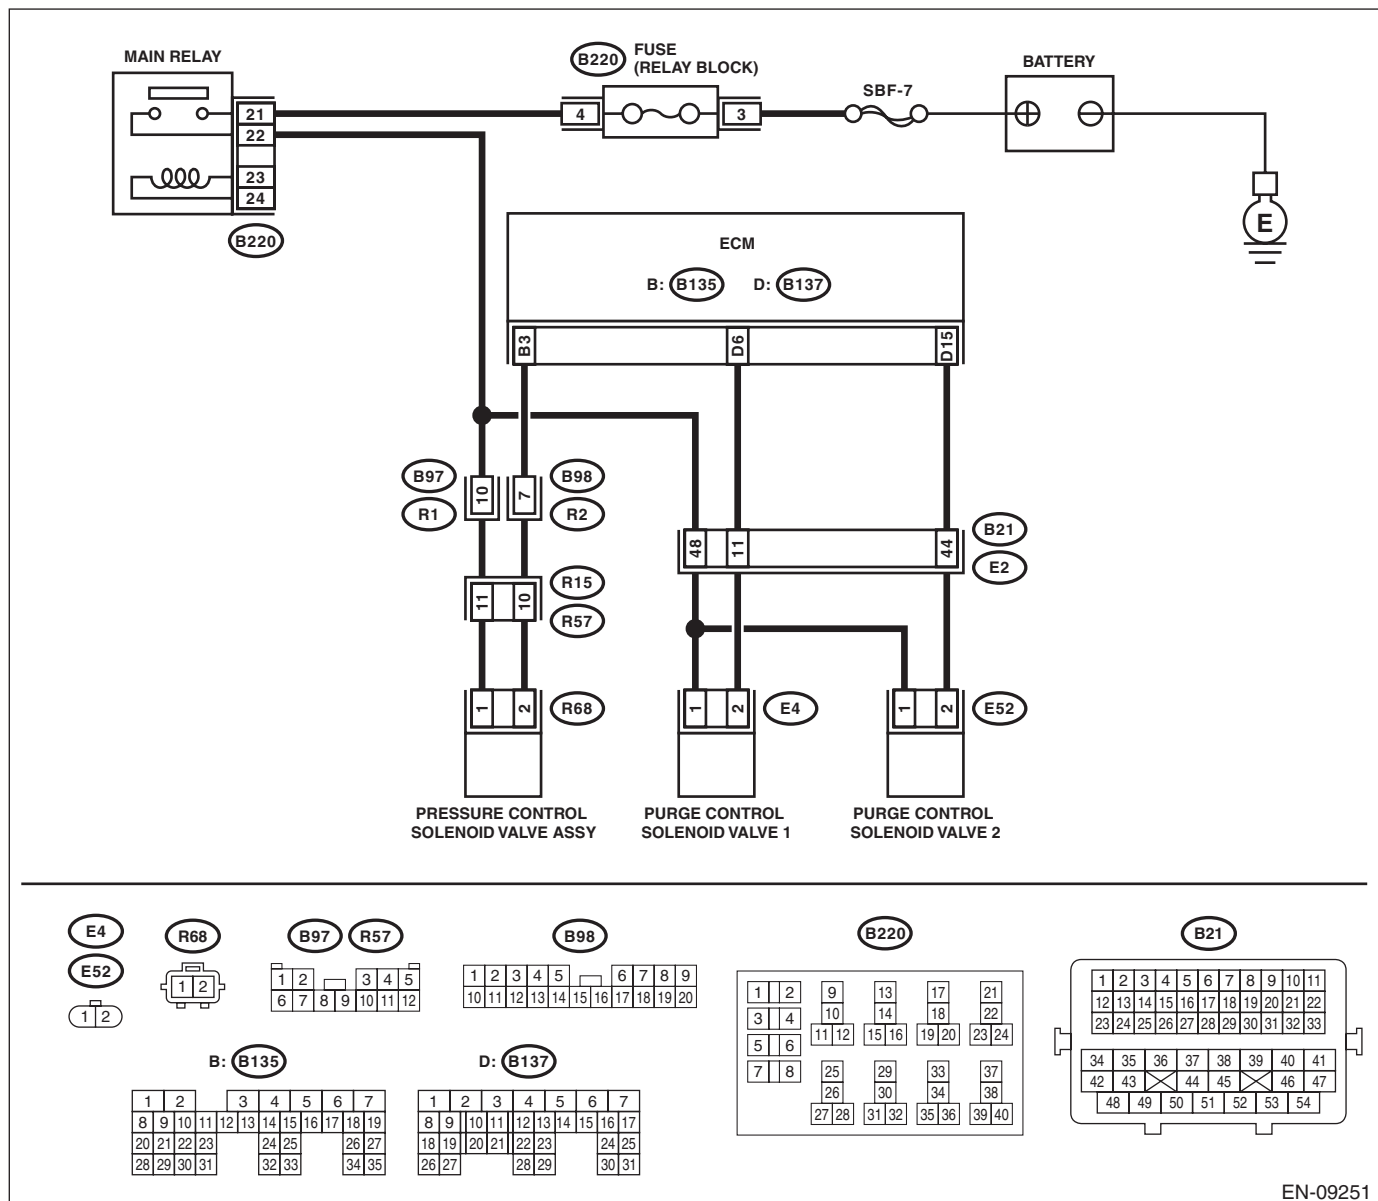 MAIN RELAY
B220
FUSE
(RELAY BLOCK)
SBF-7
BATTERY
21
22
23
24
4
3
B220
E
ECM
B: B135 D: B137
B3
D6
D15
B97
R1
10
7
B98
R2
48
11
44
B21
E2
11
10
R15
R57
1
2
R68
1
2
E4
1
2
E52
PRESSURE CONTROL
SOLENOID VALVE ASSY
PURGE CONTROL
SOLENOID VALVE 1
PURGE CONTROL
SOLENOID VALVE 2
E4
E52
1 2
R68
1 2
B97 R57
1 2 3 4 5
6 7 8 9 10 11 12
B98
1 2 3 4 5 6 7 8 9
10 11 12 13 14 15 16 17 18 19 20
B: B135
1 2 3 4 5 6 7
8 9 10 11 12 13 14 15 16 17 18 19
20 21 22 23 24 25 26 27
28 29 30 31 32 33 34 35
D: B137
1 2 3 4 5 6 7
8 9 10 11 12 13 14 15 16 17
18 19 20 21 22 23 24 25
26 27 28 29 30 31
B220
1 2
3 4
5 6
7 8
9
10
11 12
13
14
15 16
17
18
19 20
21
22
23 24
25
26
27 28
29
30
31 32
33
34
35 36
37
38
39 40
B21
1 2 3 4 5 6 7 8 9 10 11
12 13 14 15 16 17 18 19 20 21 22
23 24 25 26 27 28 29 30 31 32 33
34 35 36 37 38 39 40 41
42 43 44 45 46 47
48 49 50 51 52 53 54
EN-09251